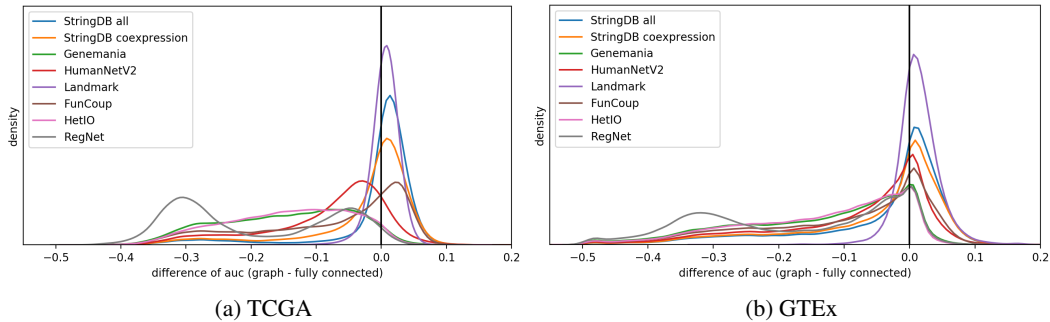 StringDB all
StringDB coexpression
Genemania
HumanNetV2
Landmark
FunCoup
HetIO
RegNet
density
−0.5 −0.4 −0.3 −0.2 −0.1 0.0 0.1 0.2
difference of auc (graph - fully connected)
(a) TCGA
StringDB all
StringDB coexpression
Genemania
HumanNetV2
Landmark
FunCoup
HetIO
RegNet
density
−0.5 −0.4 −0.3 −0.2 −0.1 0.0 0.1 0.2
difference of auc (graph - fully connected)
(b) GTEx